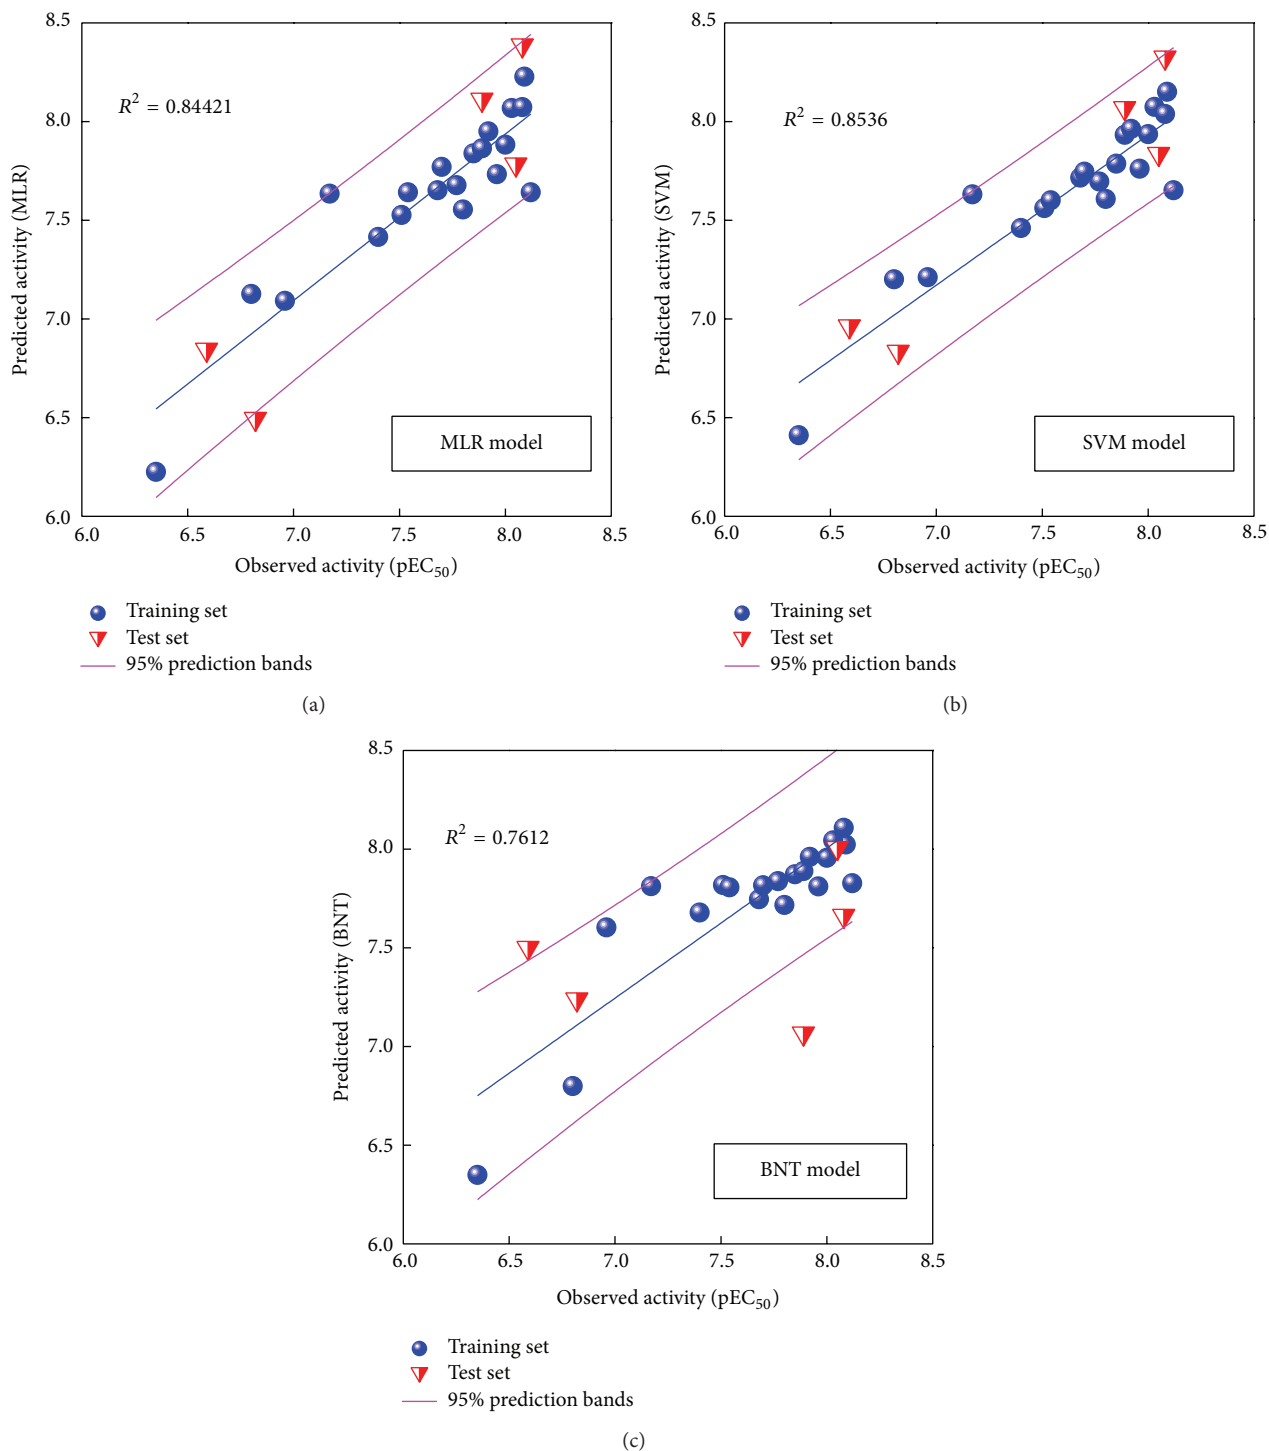 8.5
8.0
7.5
7.0
6.5
6.0
Predicted activity (MLR)
R² = 0.84421
MLR model
6.0 6.5 7.0 7.5 8.0 8.5
Observed activity (pEC₅₀)
Training set
Test set
95% prediction bands
(a)
8.5
8.0
7.5
7.0
6.5
6.0
Predicted activity (SVM)
R² = 0.8536
SVM model
6.0 6.5 7.0 7.5 8.0 8.5
Observed activity (pEC₅₀)
Training set
Test set
95% prediction bands
(b)
8.5
8.0
7.5
7.0
6.5
6.0
Predicted activity (BNT)
R² = 0.7612
BNT model
6.0 6.5 7.0 7.5 8.0 8.5
Observed activity (pEC₅₀)
Training set
Test set
95% prediction bands
(c)